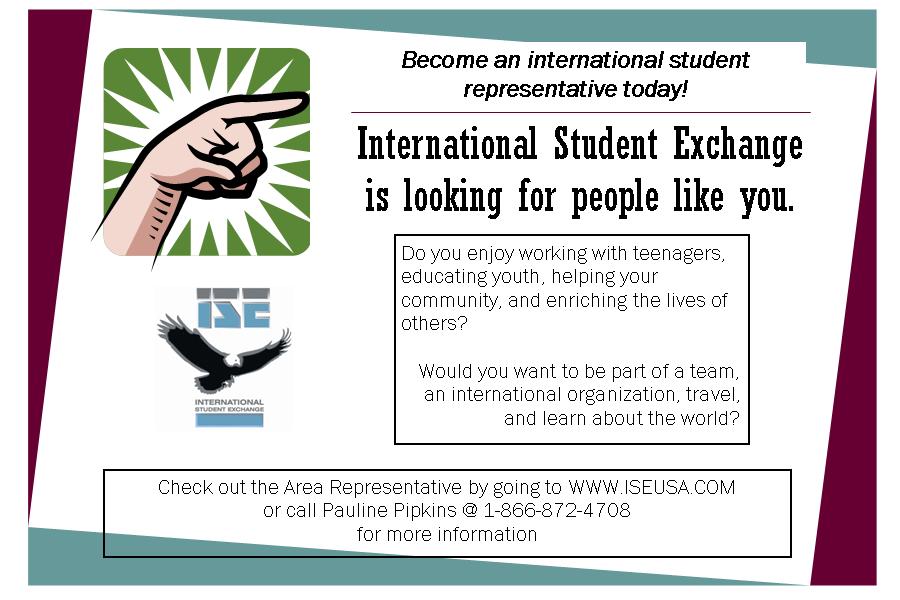 Become an international student
representative today!
International Student Exchange
is looking for people like you.
Do you enjoy working with teenagers,
educating youth, helping your
community, and enriching the lives of
others?
Would you want to be part of a team,
an international organization, travel,
and learn about the world?
ISE
INTERNATIONAL
STUDENT EXCHANGE
Check out the Area Representative by going to WWW.ISEUSA.COM
or call Pauline Pipkins @ 1-866-872-4708
for more information